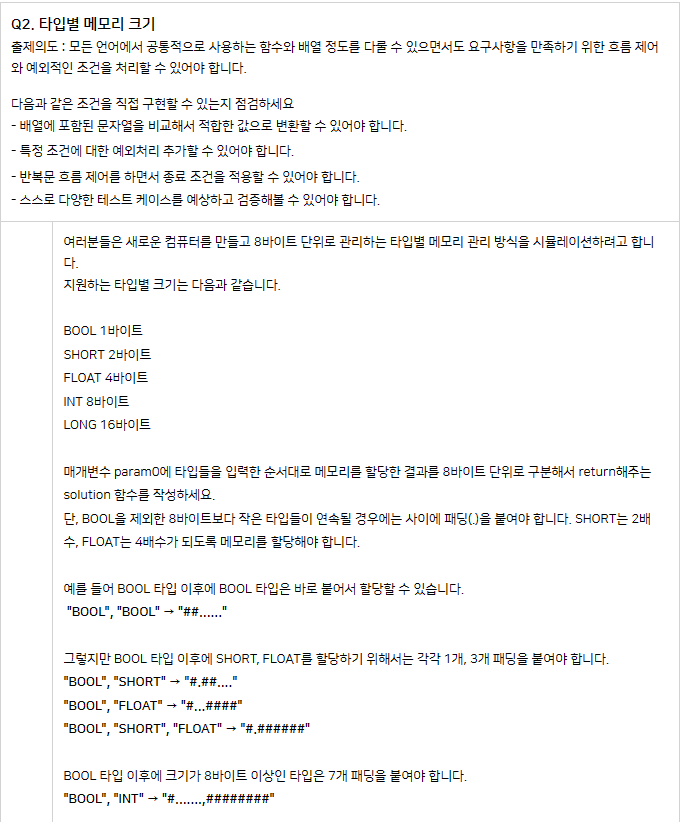 Q2. 타입별 메모리 크기
출제의도 : 모든 언어에서 공통적으로 사용하는 함수와 배열 정도를 다룰 수 있으면서도 요구사항을 만족하기 위한 흐름 제어
와 예외적인 조건을 처리할 수 있어야 합니다.
다음과 같은 조건을 직접 구현할 수 있는지 점검하세요
- 배열에 포함된 문자열을 비교해서 적합한 값으로 변환할 수 있어야 합니다.
- 특정 조건에 대한 예외처리 추가할 수 있어야 합니다.
- 반복문 흐름 제어를 하면서 종료 조건을 적용할 수 있어야 합니다.
- 스스로 다양한 테스트 케이스를 예상하고 검증해볼 수 있어야 합니다.
여러분들은 새로운 컴퓨터를 만들고 8바이트 단위로 관리하는 타입별 메모리 관리 방식을 시뮬레이션하려고 합니
다.
지원하는 타입별 크기는 다음과 같습니다.
BOOL 1바이트
SHORT 2바이트
FLOAT 4바이트
INT 8바이트
LONG 16바이트
매개변수 param0에 타입들을 입력한 순서대로 메모리를 할당한 결과를 8바이트 단위로 구분해서 return해주는
solution 함수를 작성하세요.
단, BOOL을 제외한 8바이트보다 작은 타입들이 연속될 경우에는 사이에 패딩(.)을 붙여야 합니다. SHORT는 2배
수, FLOAT는 4배수가 되도록 메모리를 할당해야 합니다.
예를 들어 BOOL 타입 이후에 BOOL 타입은 바로 붙어서 할당할 수 있습니다.
"BOOL", "BOOL" → "##......"
그렇지만 BOOL 타입 이후에 SHORT, FLOAT를 할당하기 위해서는 각각 1개, 3개 패딩을 붙여야 합니다.
"BOOL", "SHORT" → "#.##...."
"BOOL", "FLOAT" → "#...####"
"BOOL", "SHORT", "FLOAT" → "#.######"
BOOL 타입 이후에 크기가 8바이트 이상인 타입은 7개 패딩을 붙여야 합니다.
"BOOL", "INT" → "#.......,########"